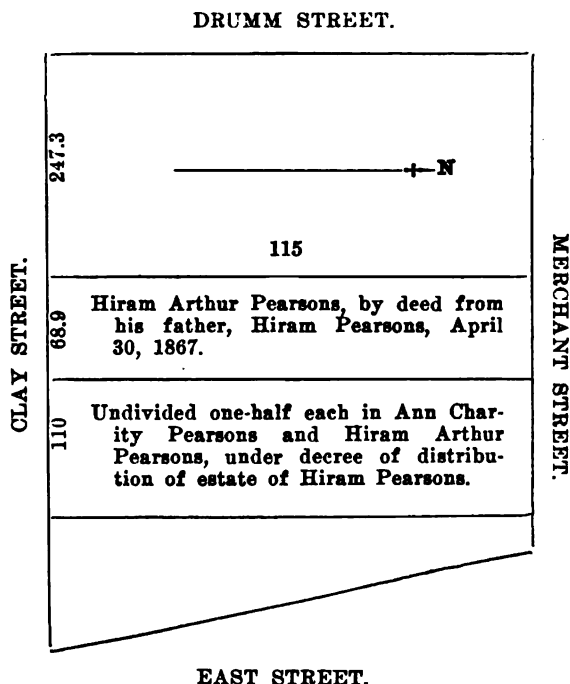 DRUMM STREET.
247.3
N
115
CLAY STREET.
MERCHANT STREET.
68.9
Hiram Arthur Pearsons, by deed from
his father, Hiram Pearsons, April
30, 1867.
110
Undivided one-half each in Ann Char-
ity Pearsons and Hiram Arthur
Pearsons, under decree of distribu-
tion of estate of Hiram Pearsons.
EAST STREET.